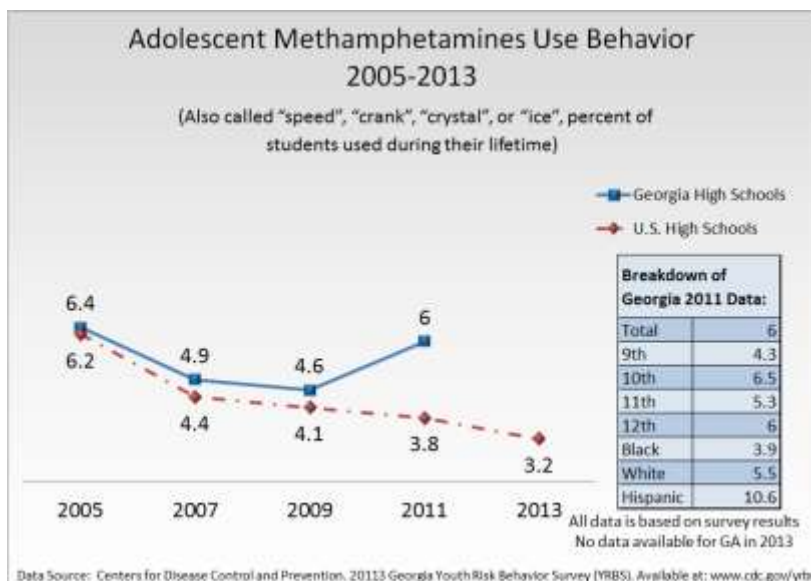 Adolescent Methamphetamines Use Behavior
2005-2013
(Also called “speed”, “crank”, “crystal”, or “ice”, percent of
students used during their lifetime)
Georgia High Schools
U.S. High Schools
6.4
6.2
4.9
4.4
4.6
4.1
6
3.8
3.2
2005 2007 2009 2011 2013
Breakdown of
Georgia 2011 Data:
Total 6
9th 4.3
10th 6.5
11th 5.3
12th 6
Black 3.9
White 5.5
Hispanic 10.6
All data is based on survey results
No data available for GA in 2013
Data Source: Centers for Disease Control and Prevention. 20113 Georgia Youth Risk Behavior Survey (YRBS). Available at: www.cdc.gov/